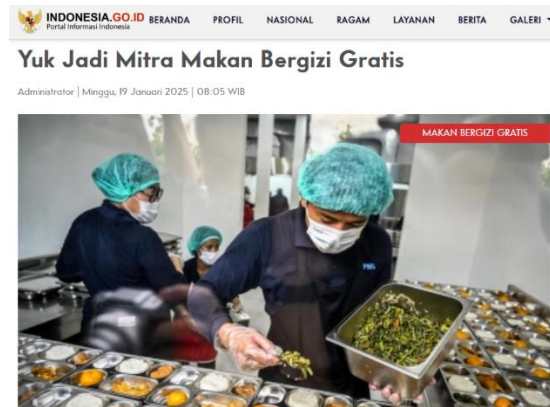 INDONESIA.GO.ID
Portal Informasi Indonesia
BERANDA PROFIL NASIONAL RAGAM LAYANAN BERITA GALERI
Yuk Jadi Mitra Makan Bergizi Gratis
Administrator | Minggu, 19 Januari 2025 | 08:05 WIB
MAKAN BERGIZI GRATIS